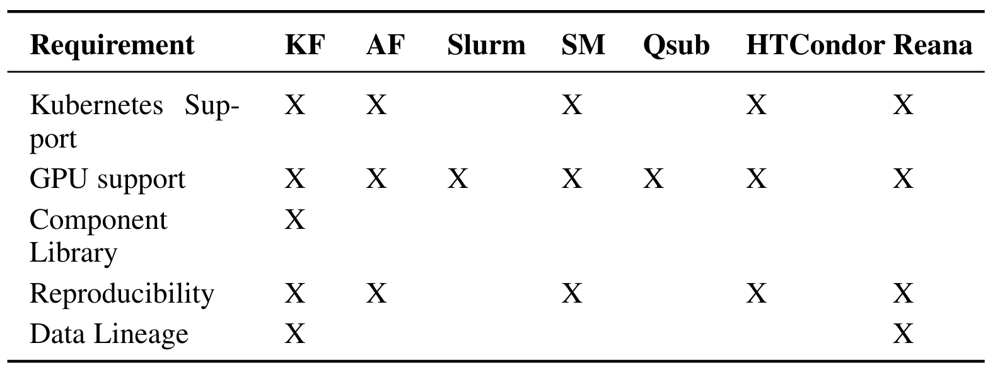 Requirement KF AF Slurm SM Qsub HTCondor Reana
Kubernetes Sup- X X X X X
port
GPU support X X X X X X X
Component X
Library
Reproducibility X X X X X
Data Lineage X X